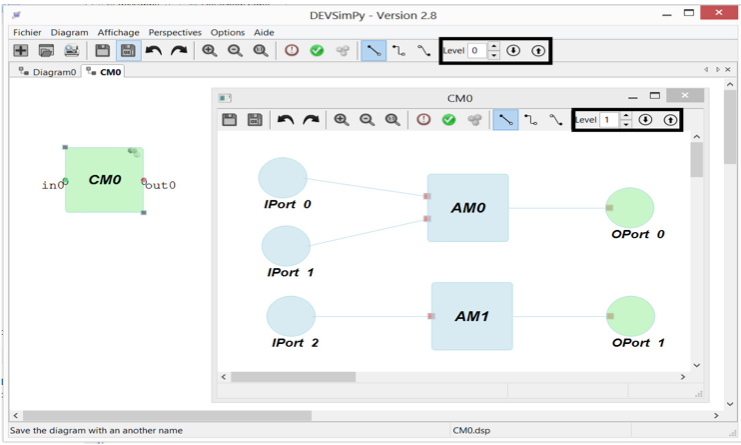 DEVSimPy - Version 2.8
Fichier Diagram Affichage Perspectives Options Aide
Level 0
Diagram0 CM0
CM0
Level 1
in0 CM0 out0
IPort 0
AM0
OPort 0
IPort 1
IPort 2
AM1
OPort 1
Save the diagram with an another name
CM0.dsp